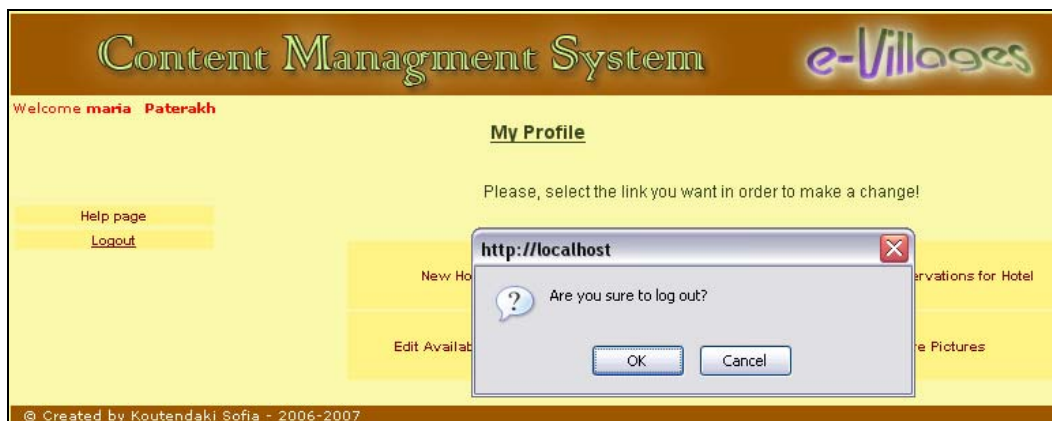 Content Managment System
e-Villages
Welcome maria Paterakh
My Profile
Please, select the link you want in order to make a change!
Help page
Logout
http://localhost
Are you sure to log out?
OK Cancel
New Ho
ervations for Hotel
Edit Availab
e Pictures
© Created by Koutendaki Sofia - 2006-2007